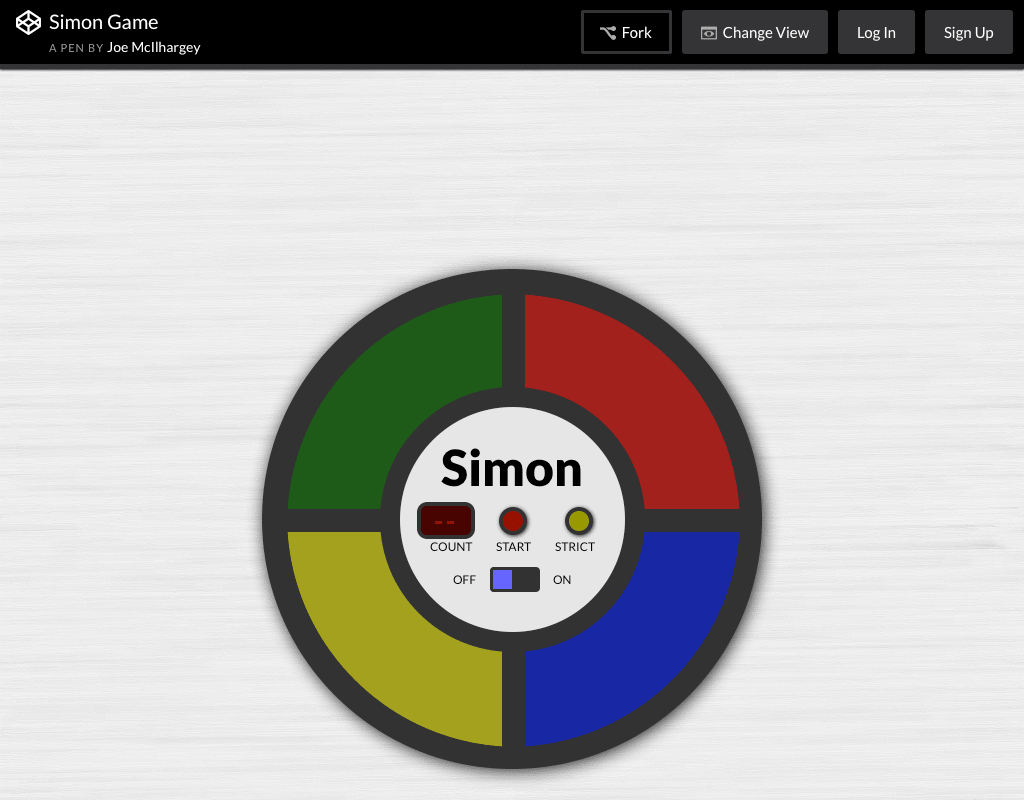 Simon Game
A PEN BY Joe McIlhargey
Fork
Change View
Log In
Sign Up
Simon
--
COUNT START STRICT
OFF ON